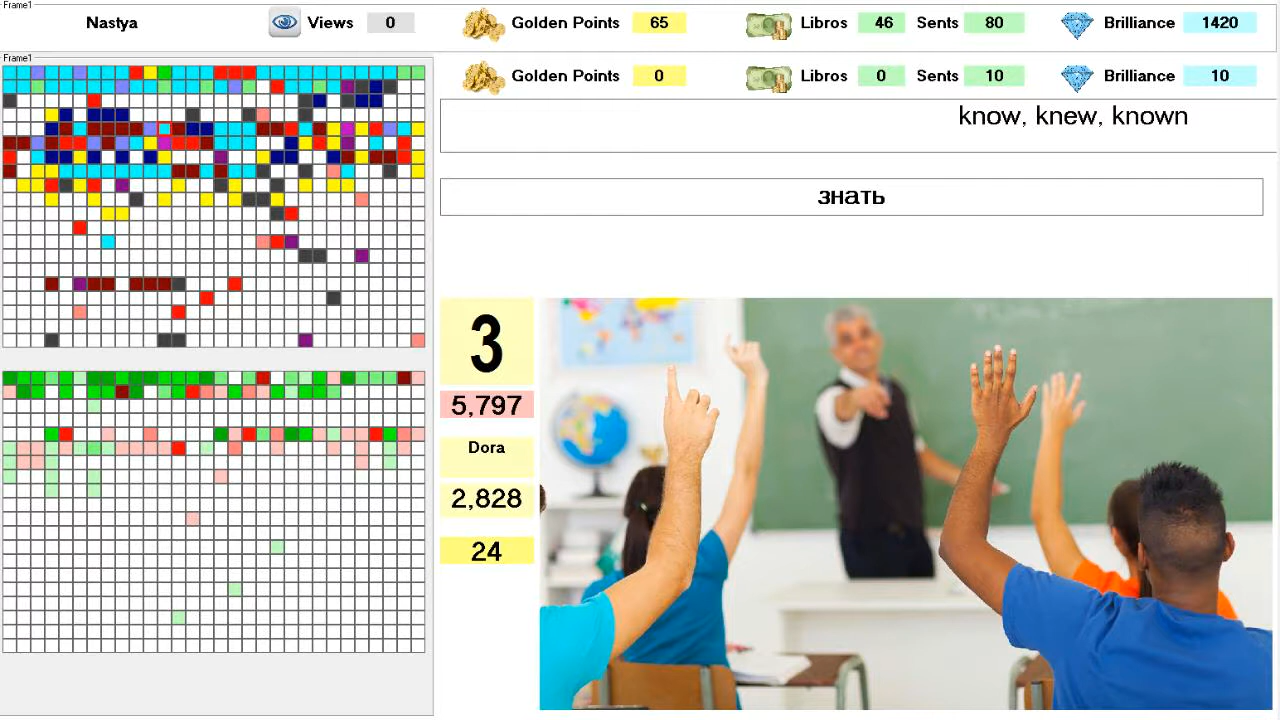 Frame1
Nastya Views 0 Golden Points 65 Libros 46 Sents 80 Brilliance 1420
Frame1
Golden Points 0 Libros 0 Sents 10 Brilliance 10
know, knew, known
знать
3
5,797
Dora
2,828
24